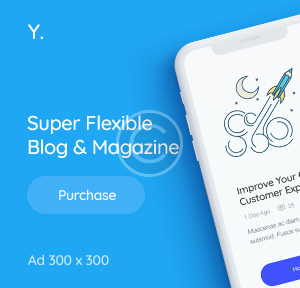 Y.
Super Flexible
Blog & Magazine
Purchase
Ad 300 x 300
Improve Your
Customer Exp
1 Day Ago 25
Maecenas ac diam
euismod. Fusce su